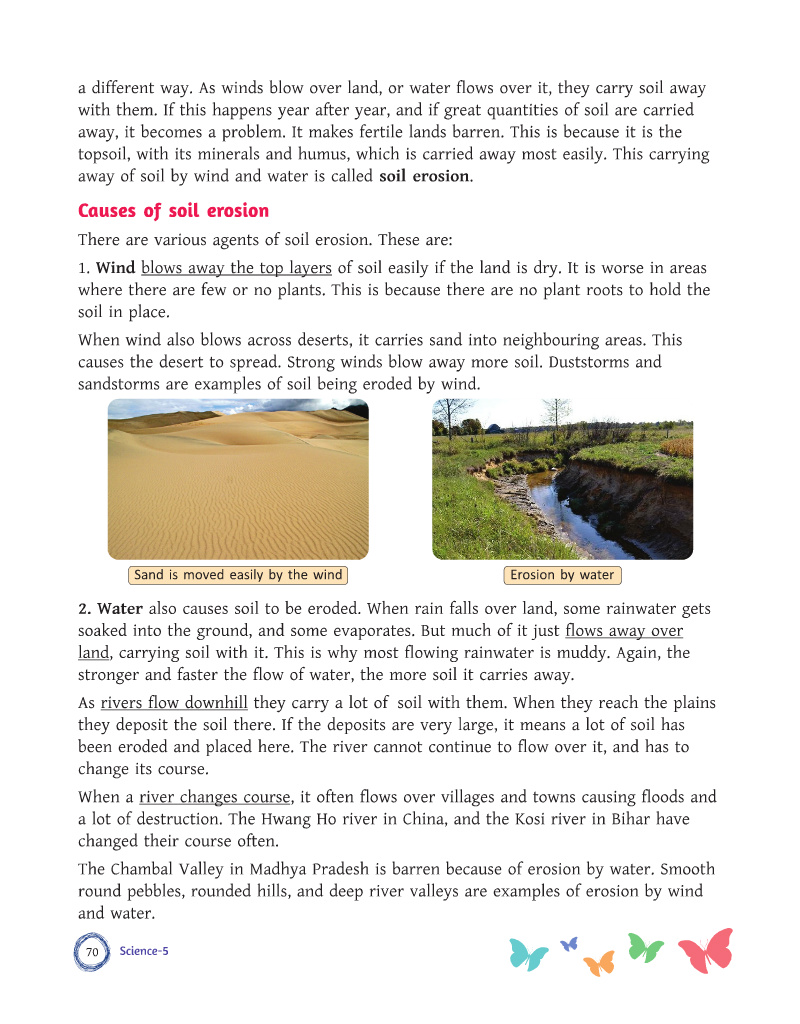 a different way. As winds blow over land, or water flows over it, they carry soil away
with them. If this happens year after year, and if great quantities of soil are carried
away, it becomes a problem. It makes fertile lands barren. This is because it is the
topsoil, with its minerals and humus, which is carried away most easily. This carrying
away of soil by wind and water is called soil erosion.
Causes of soil erosion
There are various agents of soil erosion. These are:
1. Wind blows away the top layers of soil easily if the land is dry. It is worse in areas
where there are few or no plants. This is because there are no plant roots to hold the
soil in place.
When wind also blows across deserts, it carries sand into neighbouring areas. This
causes the desert to spread. Strong winds blow away more soil. Duststorms and
sandstorms are examples of soil being eroded by wind.
Sand is moved easily by the wind
Erosion by water
2. Water also causes soil to be eroded. When rain falls over land, some rainwater gets
soaked into the ground, and some evaporates. But much of it just flows away over
land, carrying soil with it. This is why most flowing rainwater is muddy. Again, the
stronger and faster the flow of water, the more soil it carries away.
As rivers flow downhill they carry a lot of soil with them. When they reach the plains
they deposit the soil there. If the deposits are very large, it means a lot of soil has
been eroded and placed here. The river cannot continue to flow over it, and has to
change its course.
When a river changes course, it often flows over villages and towns causing floods and
a lot of destruction. The Hwang Ho river in China, and the Kosi river in Bihar have
changed their course often.
The Chambal Valley in Madhya Pradesh is barren because of erosion by water. Smooth
round pebbles, rounded hills, and deep river valleys are examples of erosion by wind
and water.
70
Science-5